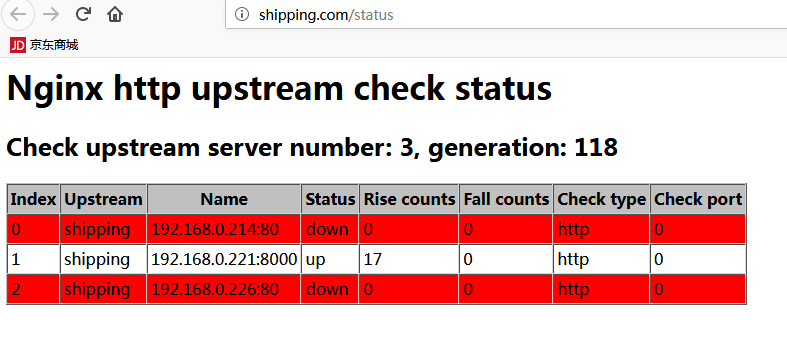 shipping.com/status
JD 京东商城
Nginx http upstream check status
Check upstream server number: 3, generation: 118
Index Upstream Name Status Rise counts Fall counts Check type Check port
0 shipping 192.168.0.214:80 down 0 0 http 0
1 shipping 192.168.0.221:8000 up 17 0 http 0
2 shipping 192.168.0.226:80 down 0 0 http 0